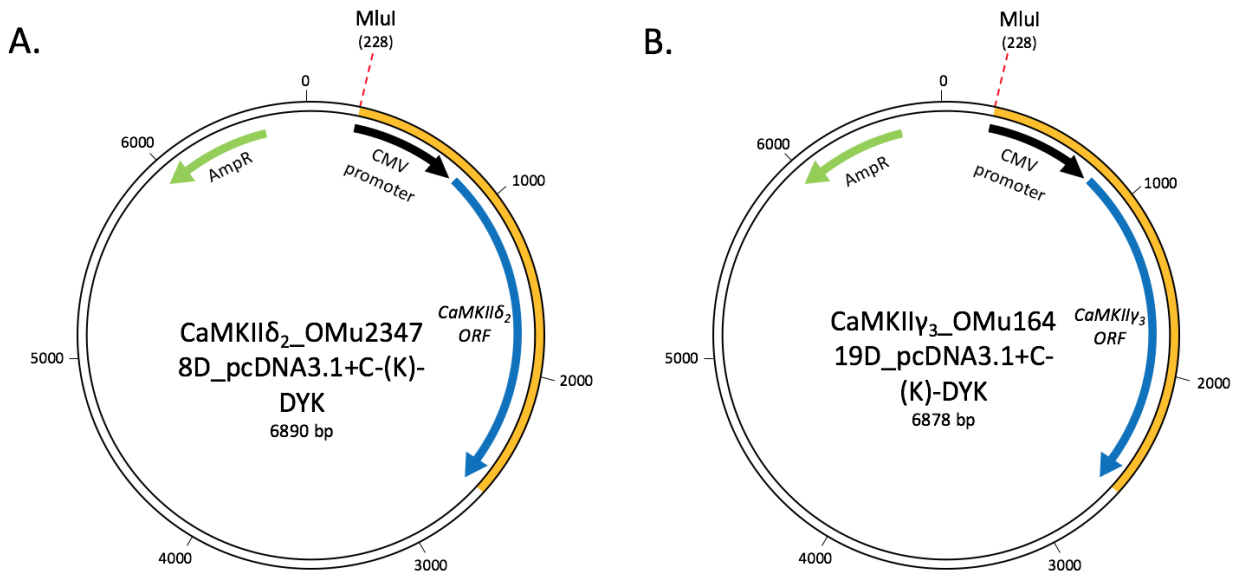 A.
MluI
(228)
0
1000
2000
3000
4000
5000
6000
AmpR
CMV
promoter
CaMKIIδ2
ORF
CaMKIIδ2_OMu2347
8D_pcDNA3.1+C-(K)-
DYK
6890 bp
B.
MluI
(228)
0
1000
2000
3000
4000
5000
6000
AmpR
CMV
promoter
CaMKIIγ3
ORF
CaMKIIγ3_OMu164
19D_pcDNA3.1+C-
(K)-DYK
6878 bp